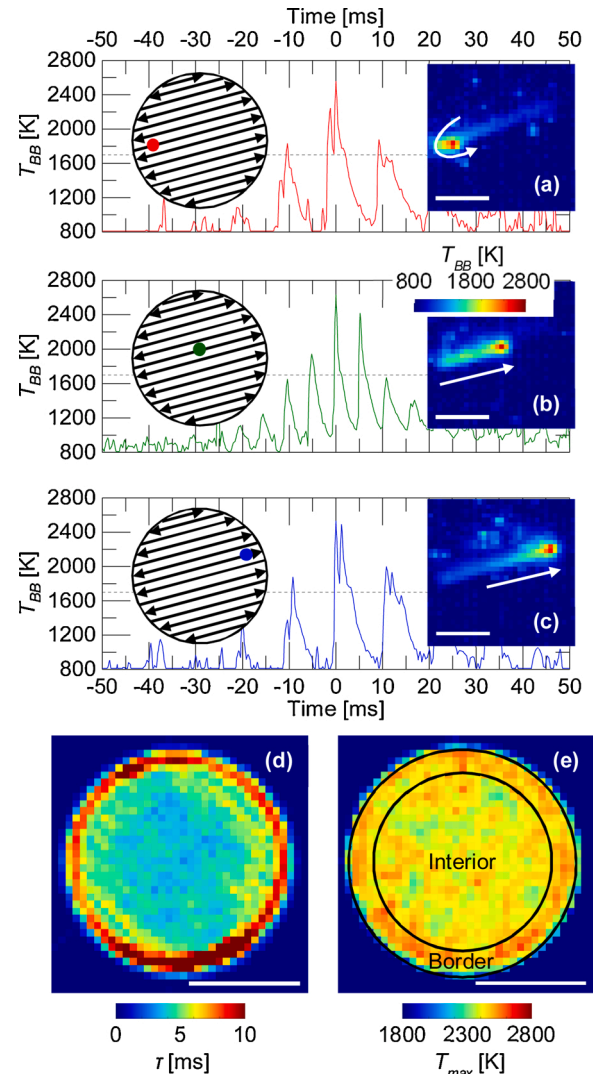 Time [ms]
-50 -40 -30 -20 -10 0 10 20 30 40 50
2800
2400
2000
1600
1200
800
T_BB [K]
(a)
T_BB [K]
800 1800 2800
2800
2400
2000
1600
1200
800
T_BB [K]
(b)
2800
2400
2000
1600
1200
800
T_BB [K]
(c)
-50 -40 -30 -20 -10 0 10 20 30 40 50
Time [ms]
(d)
(e)
Interior
Border
0 5 10
τ [ms]
1800 2300 2800
T_max [K]